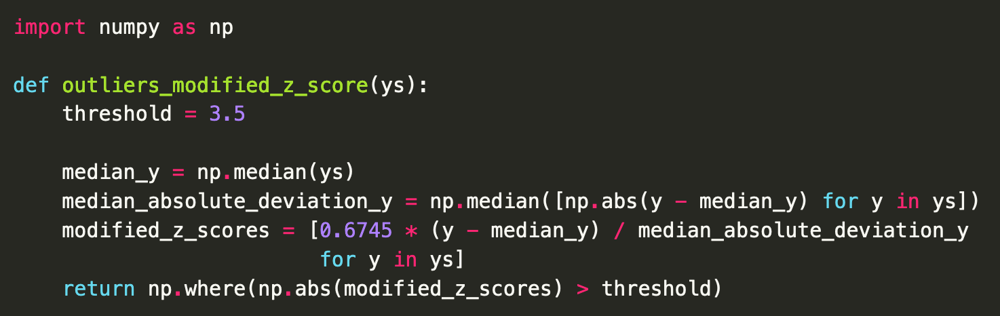 import numpy as np
def outliers_modified_z_score(ys):
    threshold = 3.5
    median_y = np.median(ys)
    median_absolute_deviation_y = np.median([np.abs(y - median_y) for y in ys])
    modified_z_scores = [0.6745 * (y - median_y) / median_absolute_deviation_y
                         for y in ys]
    return np.where(np.abs(modified_z_scores) > threshold)